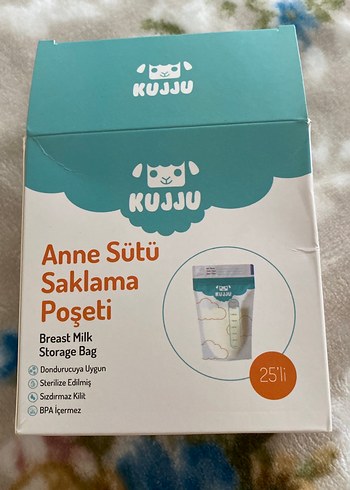 KUJJU
KUJJU
Anne Sütü
Saklama
Poşeti
Breast Milk
Storage Bag
Dondurucuya Uygun
Sterilize Edilmiş
Sızdırmaz Kilit
BPA İçermez
KUJJU
25'li